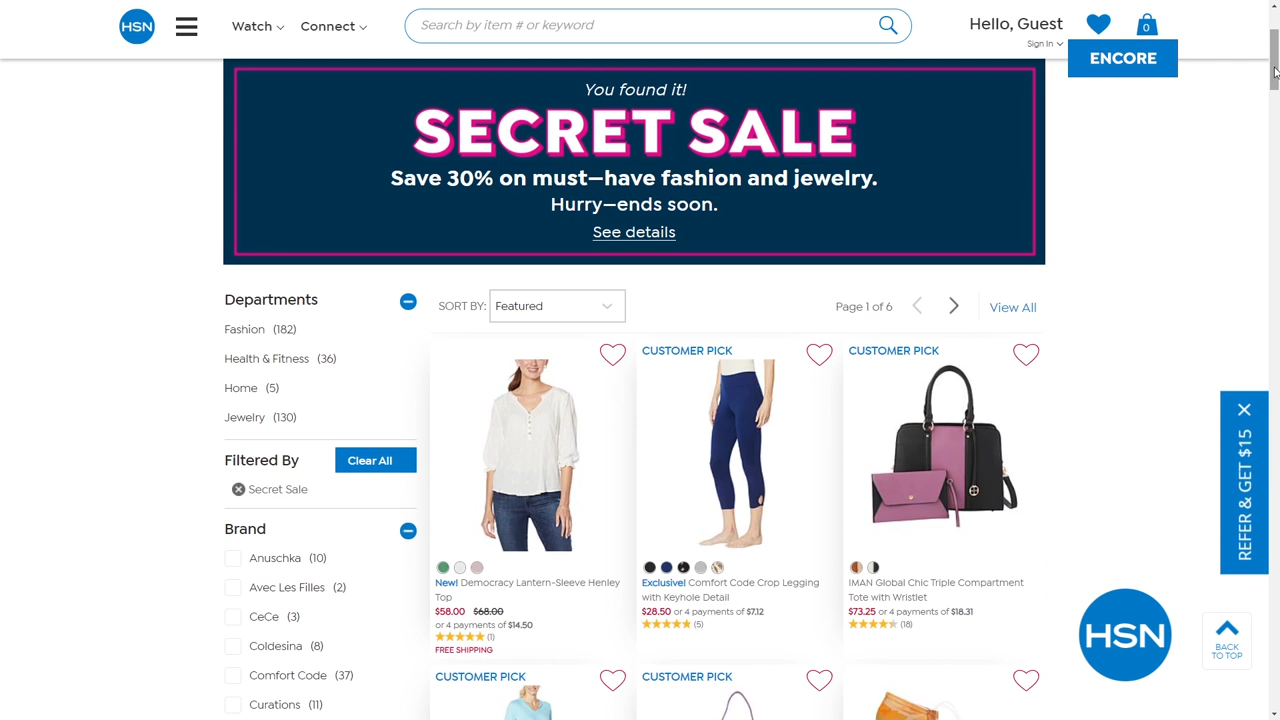 HSN
Watch
Connect
Search by item # or keyword
Hello, Guest
Sign In
0
ENCORE
You found it!
SECRET SALE
Save 30% on must—have fashion and jewelry.
Hurry—ends soon.
See details
Departments
Fashion (182)
Health & Fitness (36)
Home (5)
Jewelry (130)
Filtered By
Clear All
Secret Sale
Brand
Anuschka (10)
Avec Les Filles (2)
CeCe (3)
Coldesina (8)
Comfort Code (37)
Curations (11)
SORT BY: Featured
Page 1 of 6
View All
New! Democracy Lantern-Sleeve Henley
Top
$58.00 $68.00
or 4 payments of $14.50
(1)
FREE SHIPPING
CUSTOMER PICK
Exclusive! Comfort Code Crop Legging
with Keyhole Detail
$28.50 or 4 payments of $7.12
(5)
CUSTOMER PICK
IMAN Global Chic Triple Compartment
Tote with Wristlet
$73.25 or 4 payments of $18.31
(18)
CUSTOMER PICK
CUSTOMER PICK
REFER & GET $15
HSN
BACK
TO TOP